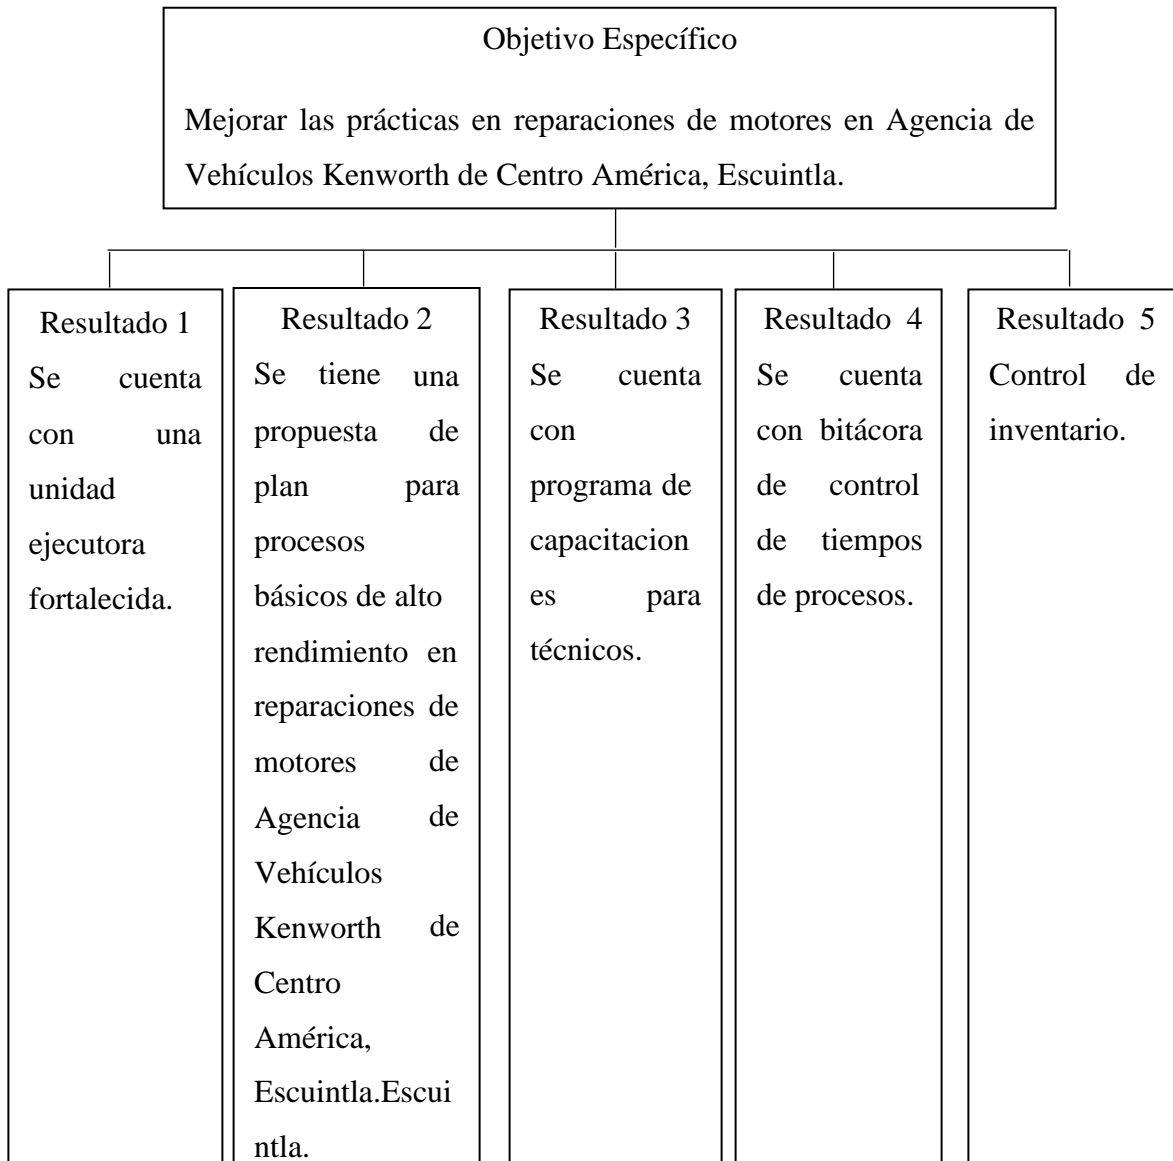 Objetivo Específico
Mejorar las prácticas en reparaciones de motores en Agencia de
Vehículos Kenworth de Centro América, Escuintla.
Resultado 1
Se cuenta
con una
unidad
ejecutora
fortalecida.
Resultado 2
Se tiene una
propuesta de
plan para
procesos
básicos de alto
rendimiento en
reparaciones de
motores de
Agencia de
Vehículos
Kenworth de
Centro
América,
Escuintla.Escui
ntla.
Resultado 3
Se cuenta
con
programa de
capacitacion
es para
técnicos.
Resultado 4
Se cuenta
con bitácora
de control
de tiempos
de procesos.
Resultado 5
Control de
inventario.